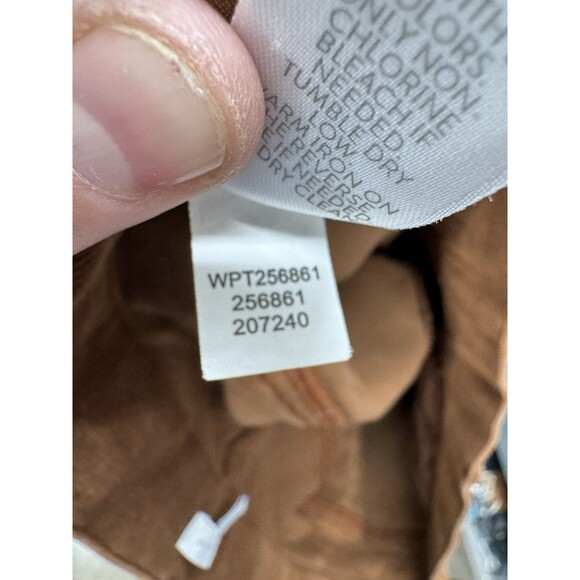 WITH
COLORS
ONLY NON-
CHLORINE
BLEACH IF
NEEDED
TUMBLE DRY
LOW
WARM IRON ON
THE REVERSE
IF NEEDED
DRY CLEAN
WPT256861
256861
207240